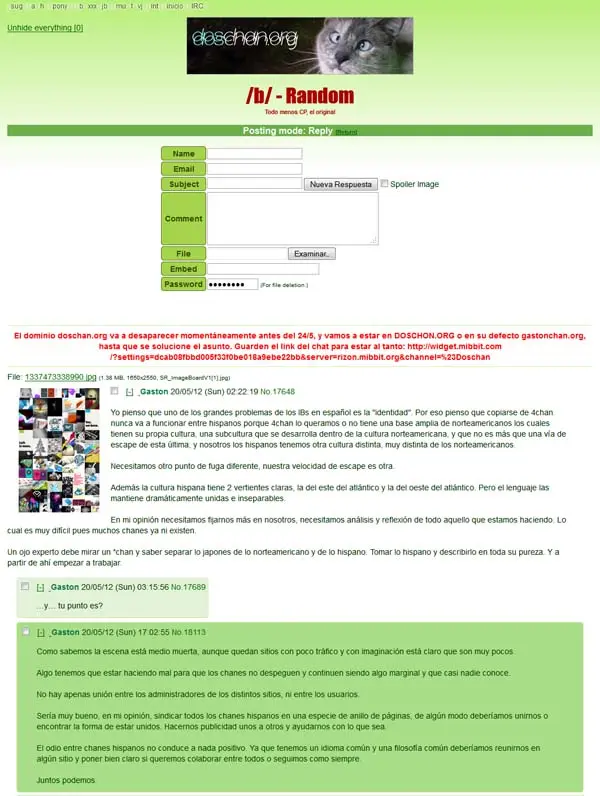 sug a h pony b xxx jb mu f vj int inicio IRC
Unhide everything [0]
doschan.org
/b/ - Random
Todo menos CP, el original
Posting mode: Reply [Return]
Name
Email
Subject Nueva Respuesta Spoiler Image
Comment
File Examinar..
Embed
Password ●●●●●●●● (For file deletion.)
El dominio doschan.org va a desaparecer momentáneamente antes del 24/5, y vamos a estar en DOSCHON.ORG o en su defecto gastonchan.org,
hasta que se solucione el asunto. Guarden el link del chat para estar al tanto: http://widget.mibbit.com
/?settings=dcab08fbbd005f33f0be018a9ebe22bb&server=rizon.mibbit.org&channel=%23Doschan
File: 1337473338990.jpg (1.38 MB, 1650x2550, SR_ImageBoardV1[1].jpg)
[-] _Gaston 20/05/12 (Sun) 02:22:19 No.17648
Yo pienso que uno de los grandes problemas de los IBs en español es la "identidad". Por eso pienso que copiarse de 4chan
nunca va a funcionar entre hispanos porque 4chan lo queramos o no tiene una base amplia de norteamericanos los cuales
tienen su propia cultura, una subcultura que se desarrolla dentro de la cultura norteamericana, y que no es más que una vía de
escape de esta última, y nosotros los hispanos tenemos otra cultura distinta, muy distinta de los norteamericanos.
Necesitamos otro punto de fuga diferente, nuestra velocidad de escape es otra.
Además la cultura hispana tiene 2 vertientes claras, la del este del atlántico y la del oeste del atlántico. Pero el lenguaje las
mantiene dramáticamente unidas e inseparables.
En mi opinión necesitamos fijarnos más en nosotros, necesitamos análisis y reflexión de todo aquello que estamos haciendo. Lo
cual es muy difícil pues muchos chanes ya ni existen.
Un ojo experto debe mirar un *chan y saber separar lo japones de lo norteamericano y de lo hispano. Tomar lo hispano y describirlo en toda su pureza. Y a
partir de ahí empezar a trabajar.
[-] _Gaston 20/05/12 (Sun) 03:15:56 No.17689
…y… tu punto es?
[-] _Gaston 20/05/12 (Sun) 17:02:55 No.18113
Como sabemos la escena está medio muerta, aunque quedan sitios con poco tráfico y con imaginación está claro que son muy pocos.
Algo tenemos que estar haciendo mal para que los chanes no despeguen y continuen siendo algo marginal y que casi nadie conoce.
No hay apenas unión entre los administradores de los distintos sitios, ni entre los usuarios.
Sería muy bueno, en mi opinión, sindicar todos los chanes hispanos en una especie de anillo de páginas, de algún modo deberíamos unirnos o
encontrar la forma de estar unidos. Hacernos publicidad unos a otros y ayudarnos con lo que sea.
El odio entre chanes hispanos no conduce a nada positivo. Ya que tenemos un idioma común y una filosofía común deberíamos reunirnos en
algún sitio y poner bien claro si queremos colaborar entre todos o seguimos como siempre.
Juntos podemos.